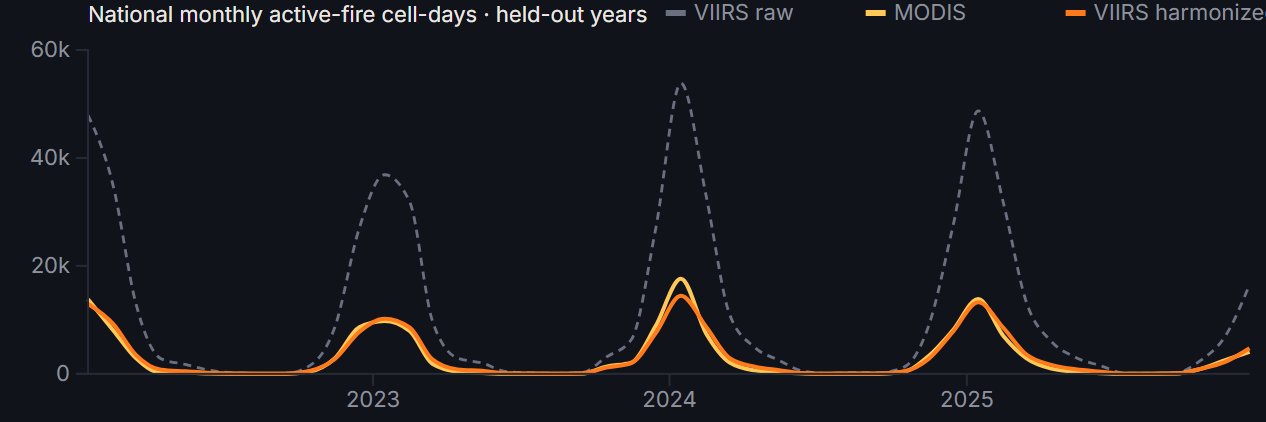 National monthly active-fire cell-days · held-out years
VIIRS raw
MODIS
VIIRS harmonize
60k
40k
20k
0
2023
2024
2025